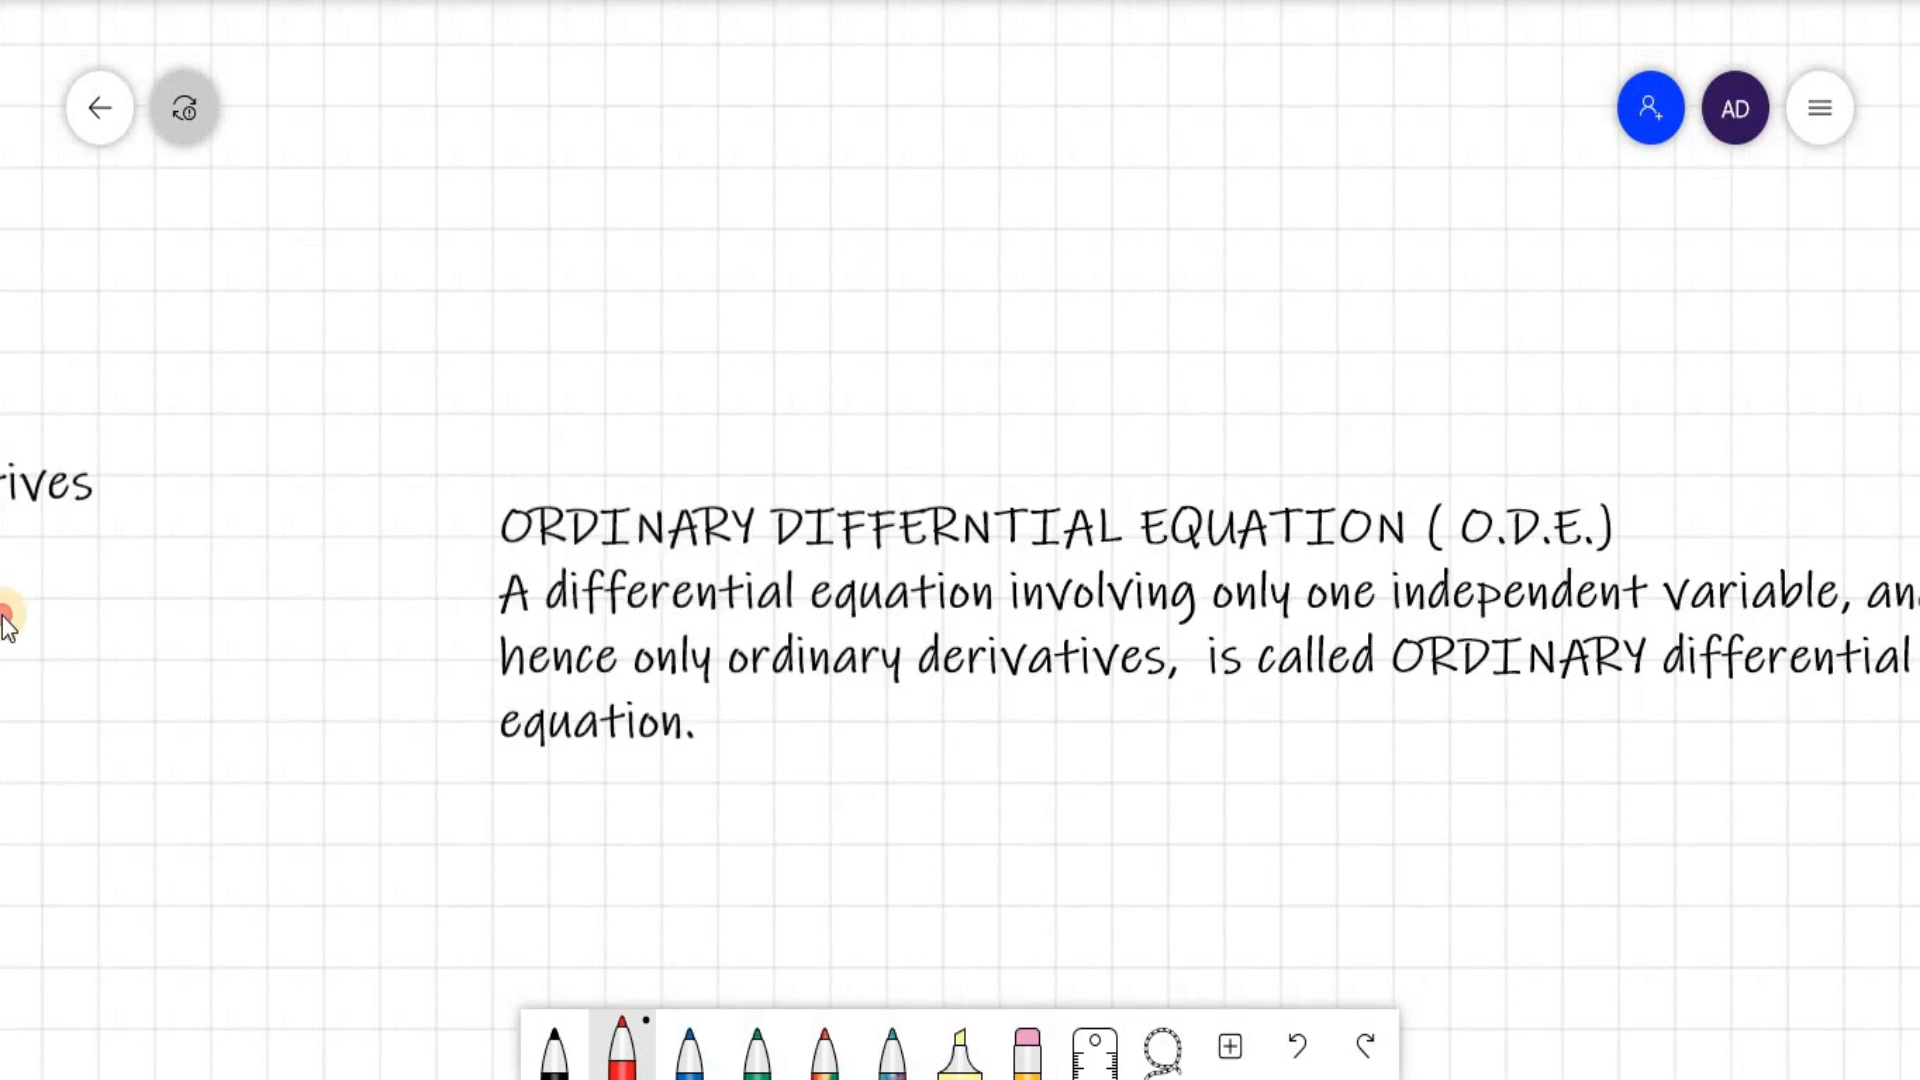 AD
tives
ORDINARY DIFFERNTIAL EQUATION ( O.D.E.)
A differential equation involving only one independent variable, an
hence only ordinary derivatives, is called ORDINARY differential
equation.